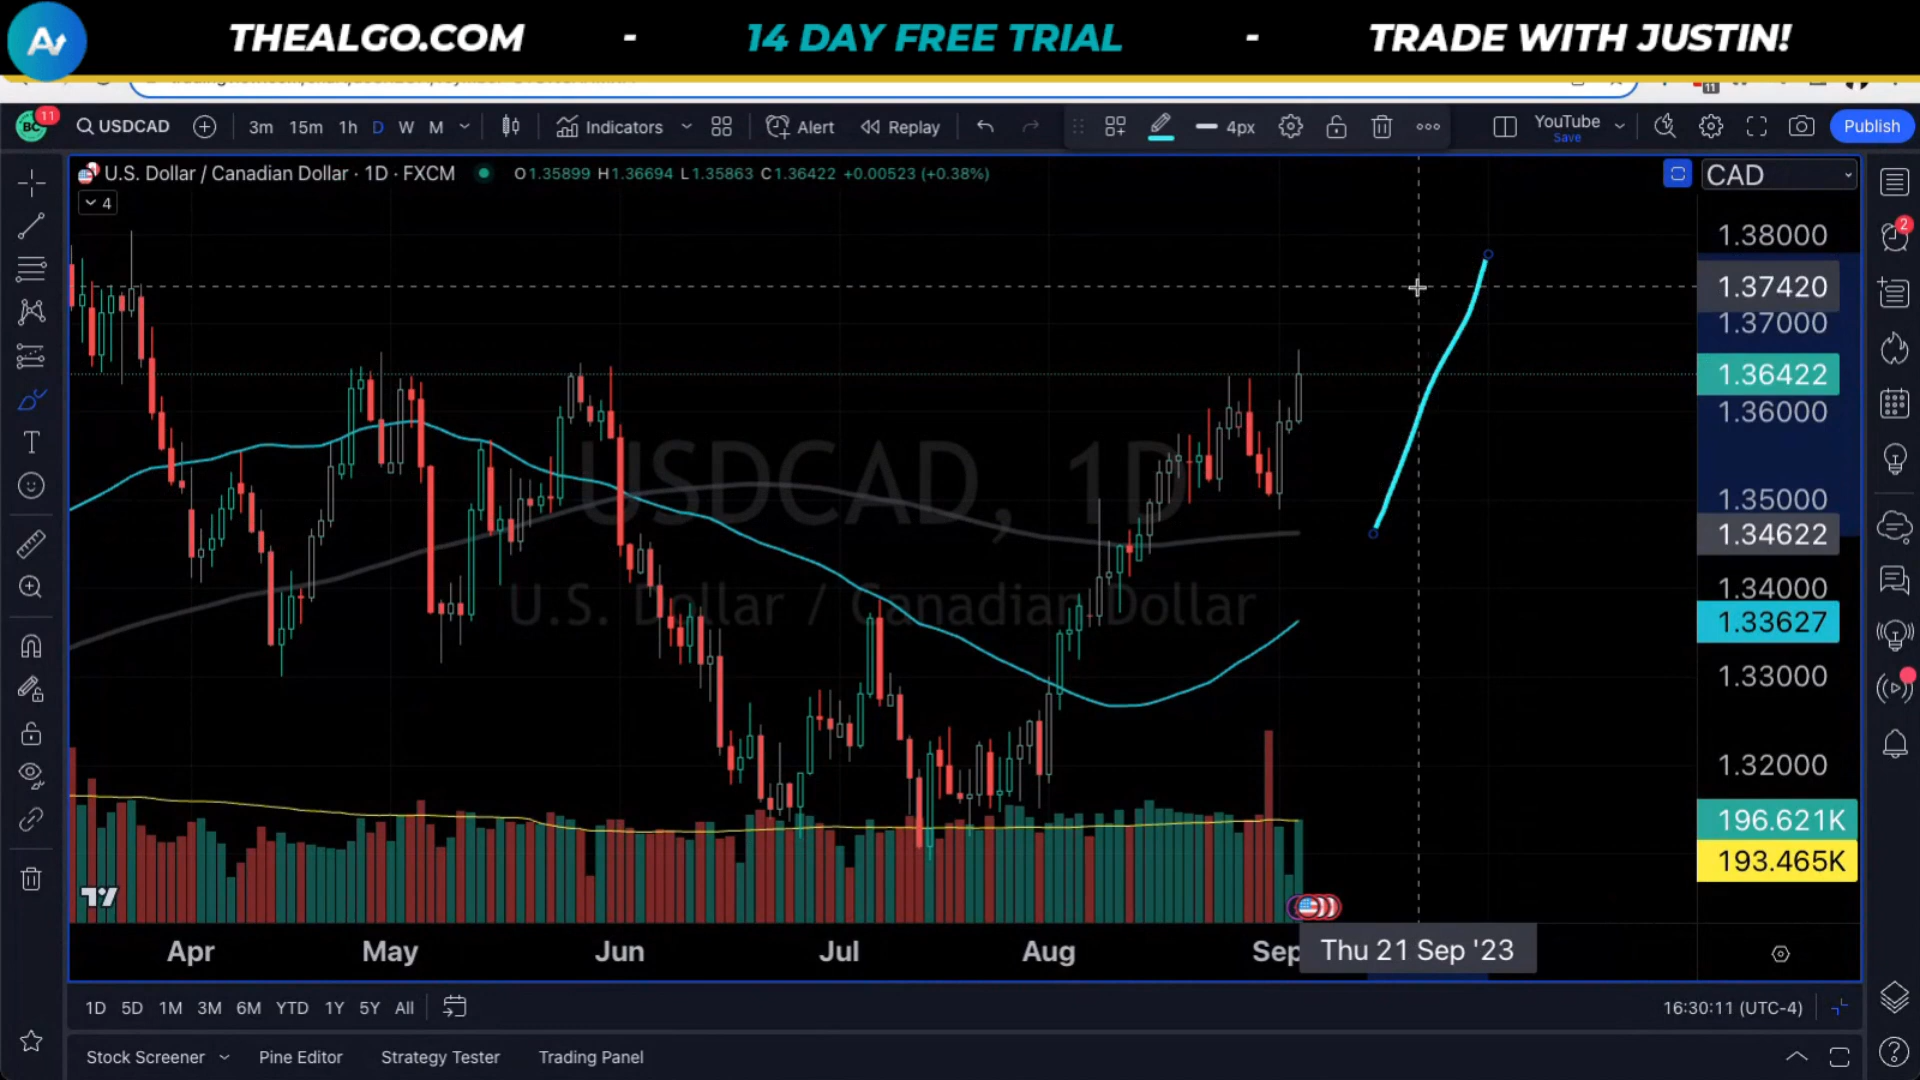 THEALGO.COM - 14 DAY FREE TRIAL - TRADE WITH JUSTIN!
11
BC 11 USDCAD 3m 15m 1h D W M Indicators Alert Replay 4px YouTube Save Publish
U.S. Dollar / Canadian Dollar · 1D · FXCM O1.35899 H1.36694 L1.35863 C1.36422 +0.00523 (+0.38%) CAD
4
2
1.38000
1.37420
1.37000
1.36422
1.36000
USDCAD, 1D
1.35000
1.34622
U.S. Dollar / Canadian Dollar
1.34000
1.33627
1.33000
1.32000
196.621K
193.465K
Apr May Jun Jul Aug Sep Thu 21 Sep '23
1D 5D 1M 3M 6M YTD 1Y 5Y All 16:30:11 (UTC-4)
Stock Screener Pine Editor Strategy Tester Trading Panel